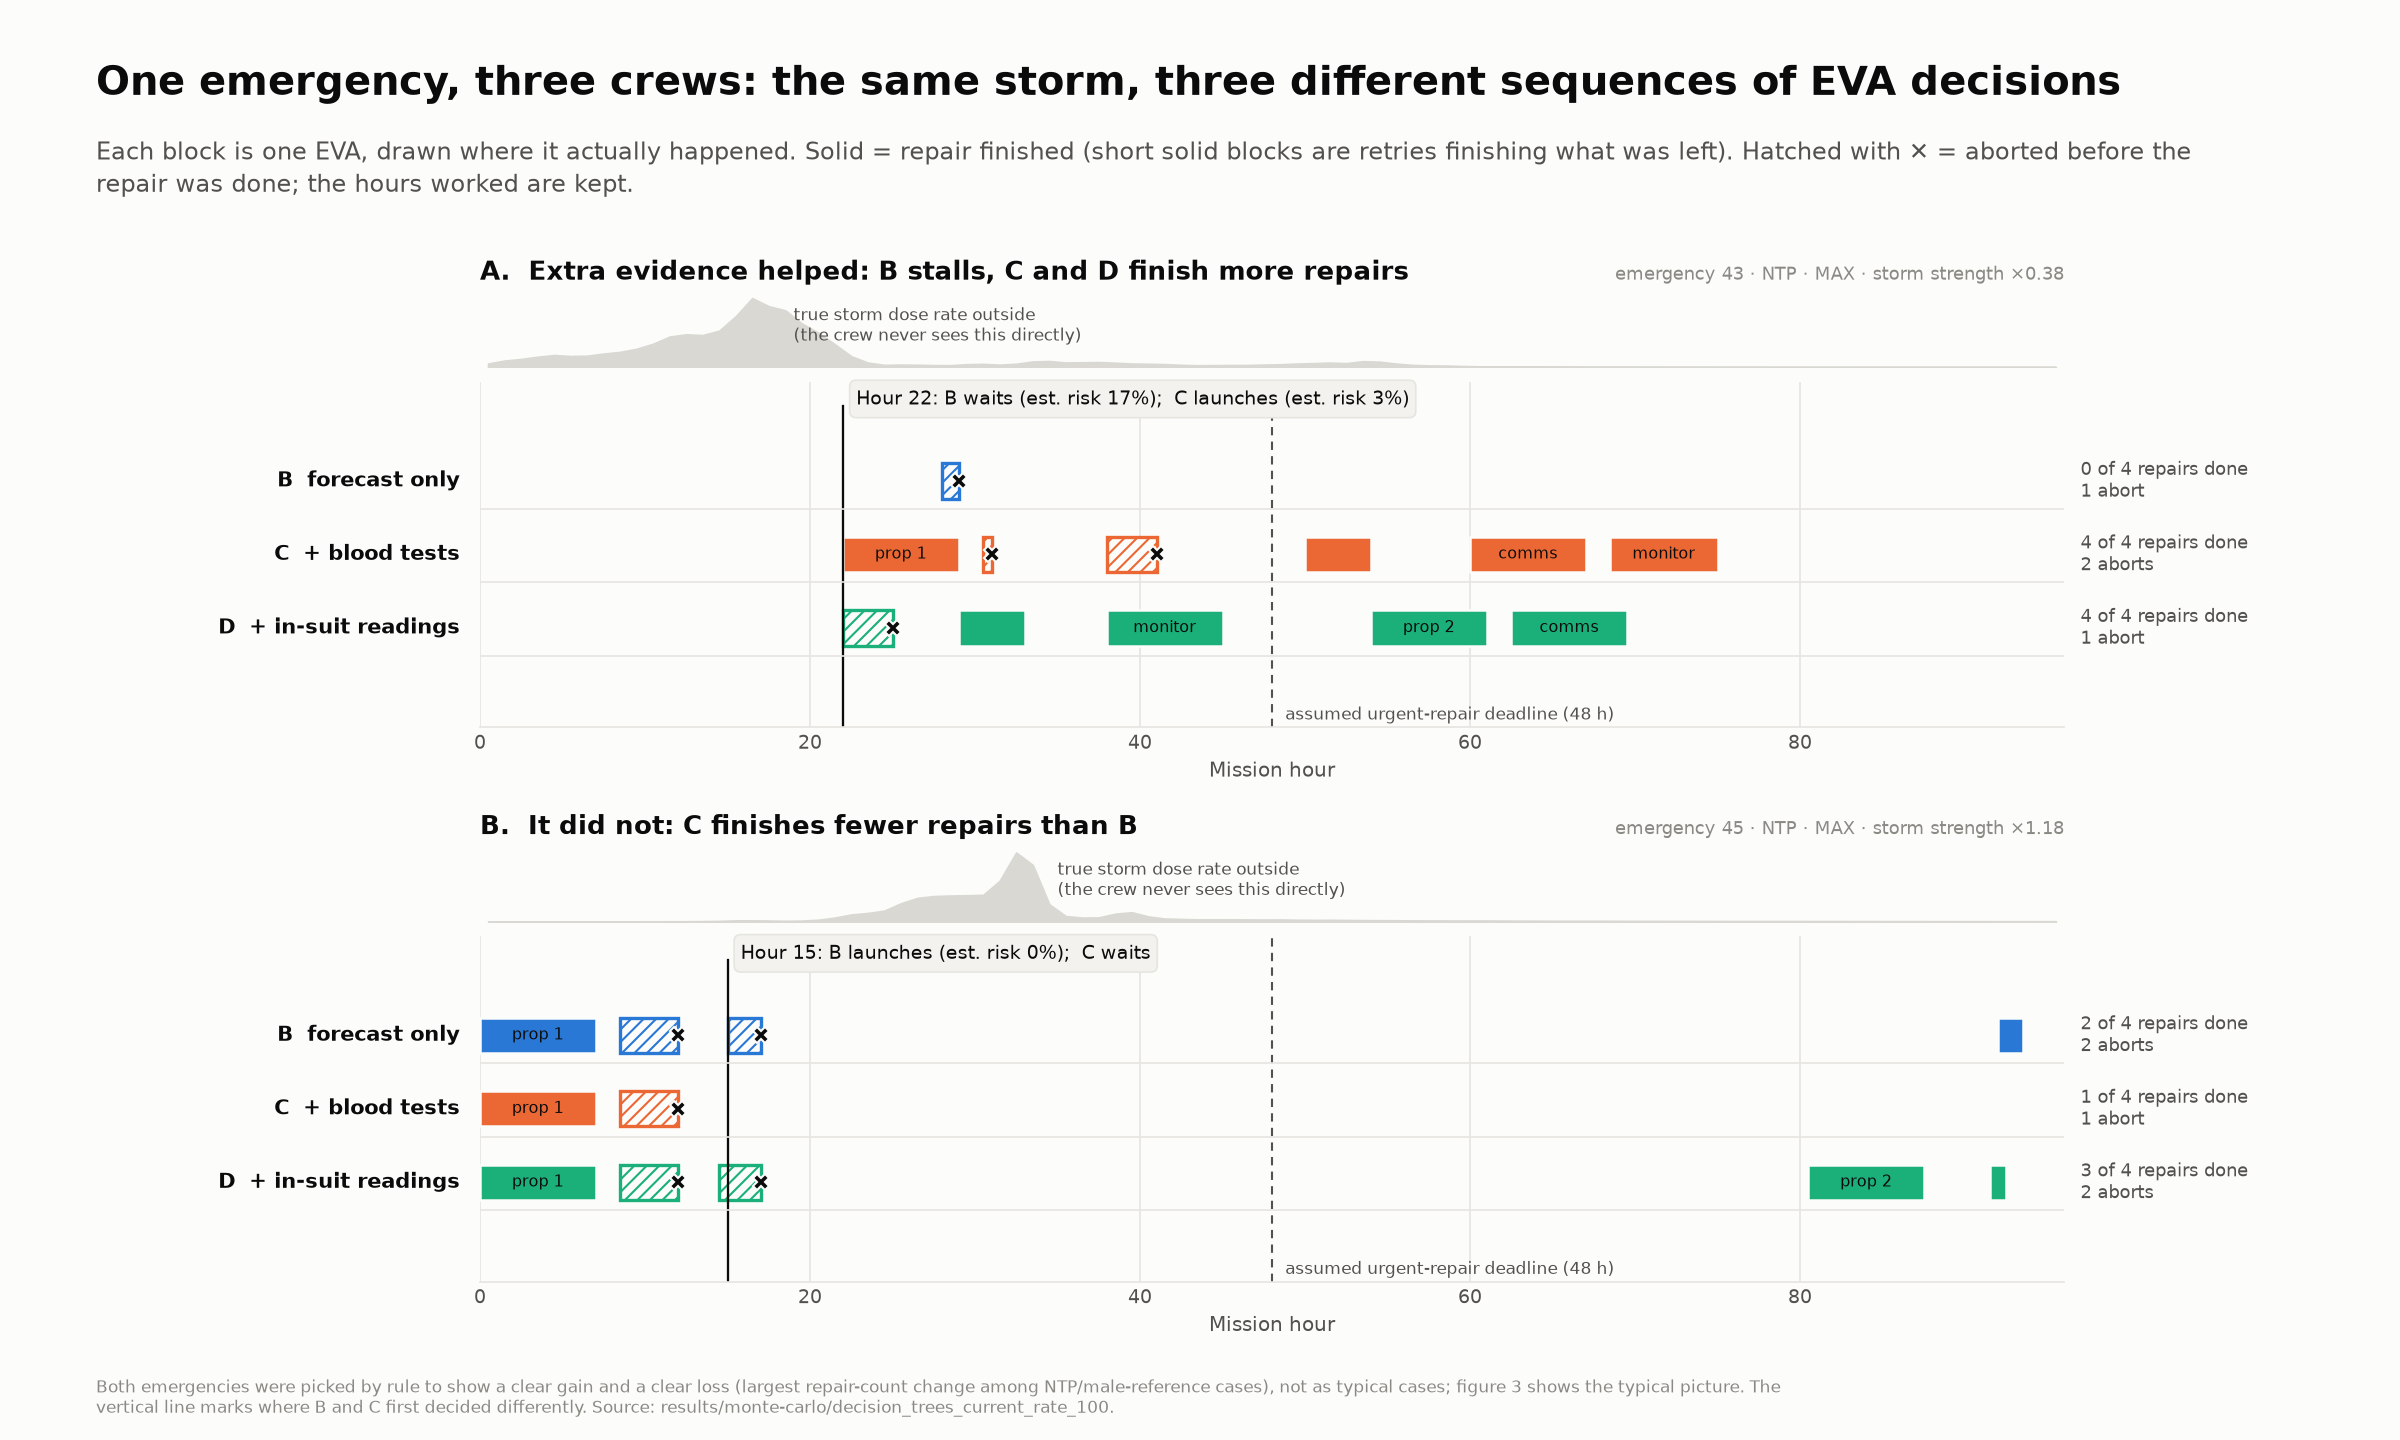 One emergency, three crews: the same storm, three different sequences of EVA decisions
Each block is one EVA, drawn where it actually happened. Solid = repair finished (short solid blocks are retries finishing what was left). Hatched with × = aborted before the
repair was done; the hours worked are kept.
A. Extra evidence helped: B stalls, C and D finish more repairs
emergency 43 · NTP · MAX · storm strength ×0.38
true storm dose rate outside
(the crew never sees this directly)
Hour 22: B waits (est. risk 17%); C launches (est. risk 3%)
B forecast only
0 of 4 repairs done
1 abort
C + blood tests
prop 1
comms
monitor
4 of 4 repairs done
2 aborts
D + in-suit readings
monitor
prop 2
comms
4 of 4 repairs done
1 abort
assumed urgent-repair deadline (48 h)
0 20 40 60 80
Mission hour
B. It did not: C finishes fewer repairs than B
emergency 45 · NTP · MAX · storm strength ×1.18
true storm dose rate outside
(the crew never sees this directly)
Hour 15: B launches (est. risk 0%); C waits
B forecast only
prop 1
2 of 4 repairs done
2 aborts
C + blood tests
prop 1
1 of 4 repairs done
1 abort
D + in-suit readings
prop 1
prop 2
3 of 4 repairs done
2 aborts
assumed urgent-repair deadline (48 h)
0 20 40 60 80
Mission hour
Both emergencies were picked by rule to show a clear gain and a clear loss (largest repair-count change among NTP/male-reference cases), not as typical cases; figure 3 shows the typical picture. The
vertical line marks where B and C first decided differently. Source: results/monte-carlo/decision_trees_current_rate_100.